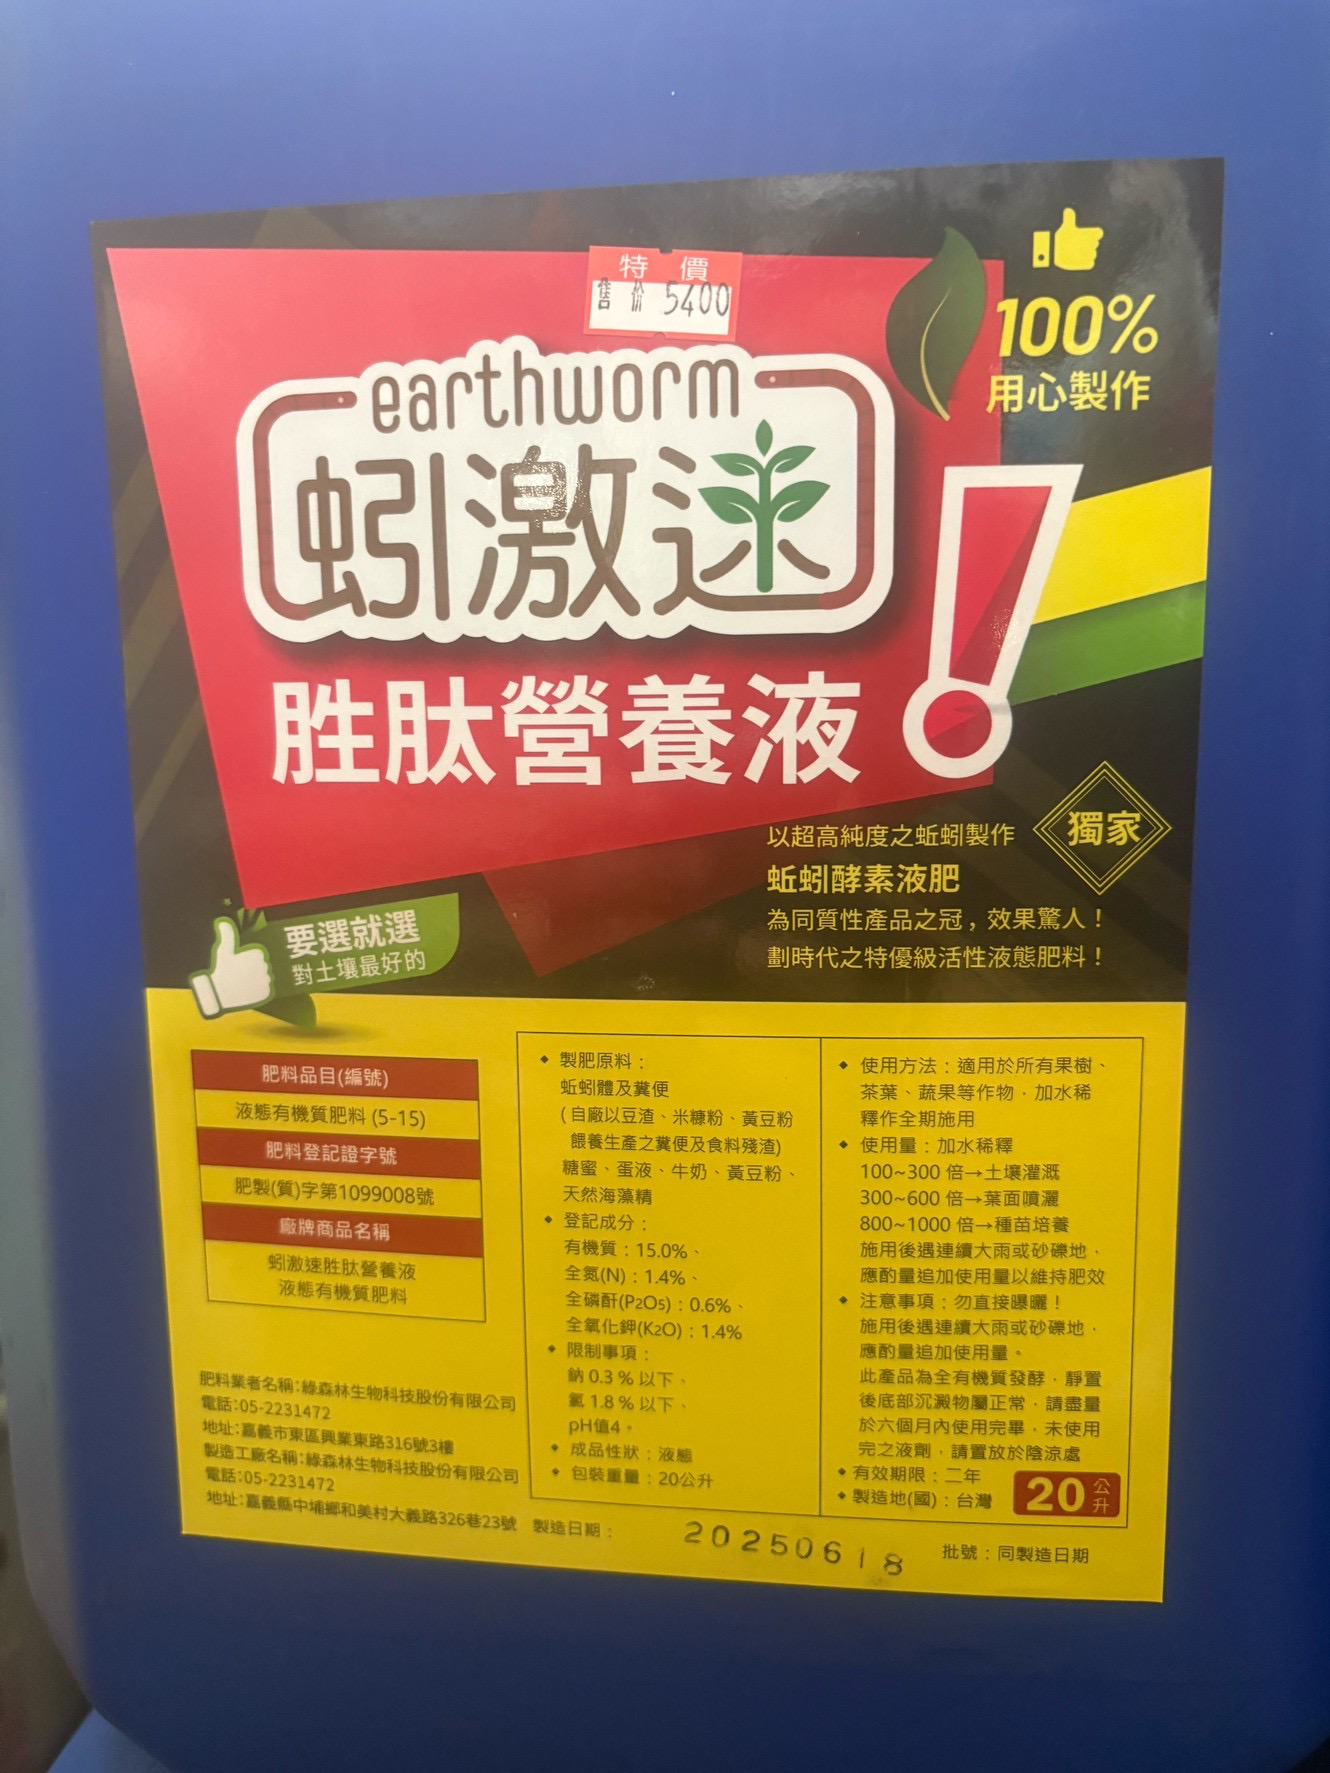 特 價
售 价 5400
100%
用心製作
earthworm
蚓激速
胜肽營養液
獨家
以超高純度之蚯蚓製作
蚯蚓酵素液肥
為同質性產品之冠，效果驚人！
劃時代之特優級活性液態肥料！
要選就選
對土壤最好的
肥料品目(編號)
液態有機質肥料 (5-15)
肥料登記證字號
肥製(質)字第1099008號
廠牌商品名稱
蚓激速胜肽營養液
液態有機質肥料
肥料業者名稱:綠森林生物科技股份有限公司
電話:05-2231472
地址:嘉義市東區興業東路316號3樓
製造工廠名稱:綠森林生物科技股份有限公司
電話:05-2231472
地址:嘉義縣中埔鄉和美村大義路326巷23號
◆ 製肥原料：
蚯蚓體及糞便
(自廠以豆渣、米糠粉、黃豆粉
餵養生產之糞便及食料殘渣)
糖蜜、蛋液、牛奶、黃豆粉、
天然海藻精
◆ 登記成分：
有機質：15.0%、
全氮(N)：1.4%、
全磷酐(P2O5)：0.6%、
全氧化鉀(K2O)：1.4%
◆ 限制事項：
鈉 0.3 % 以下、
氯 1.8 % 以下、
pH值4。
◆ 成品性狀：液態
◆ 包裝重量：20公升
◆ 使用方法：適用於所有果樹、
茶葉、蔬果等作物，加水稀
釋作全期施用
◆ 使用量：加水稀釋
100~300 倍→土壤灌溉
300~600 倍→葉面噴灑
800~1000 倍→種苗培養
施用後遇連續大雨或砂礫地，
應酌量追加使用量以維持肥效
◆ 注意事項：勿直接曝曬！
施用後遇連續大雨或砂礫地，
應酌量追加使用量。
此產品為全有機質發酵，靜置
後底部沉澱物屬正常，請盡量
於六個月內使用完畢，未使用
完之液劑，請置放於陰涼處
◆ 有效期限：二年
◆ 製造地(國)：台灣
20公升
製造日期：
20250618
批號：同製造日期